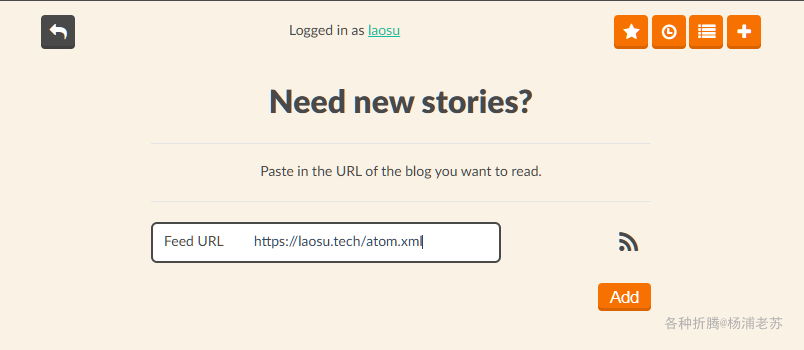 Logged in as laosu
Need new stories?
Paste in the URL of the blog you want to read.
Feed URL https://laosu.tech/atom.xml
Add
各种折腾@杨浦老苏